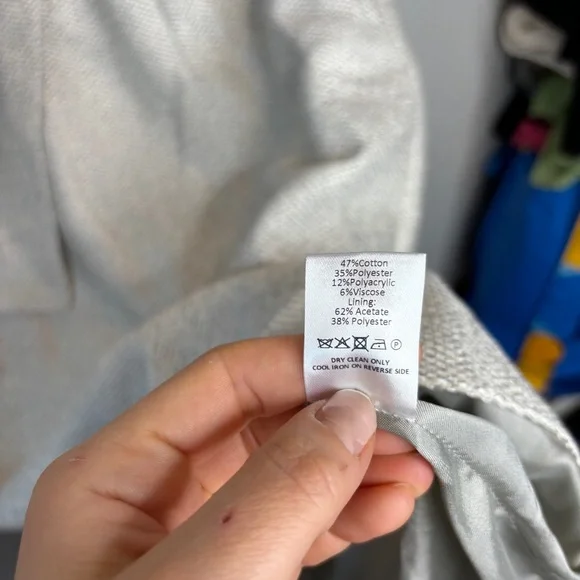 47%Cotton
35%Polyester
12%Polyacrylic
6%Viscose
Lining:
62% Acetate
38% Polyester
P
DRY CLEAN ONLY
COOL IRON ON REVERSE SIDE